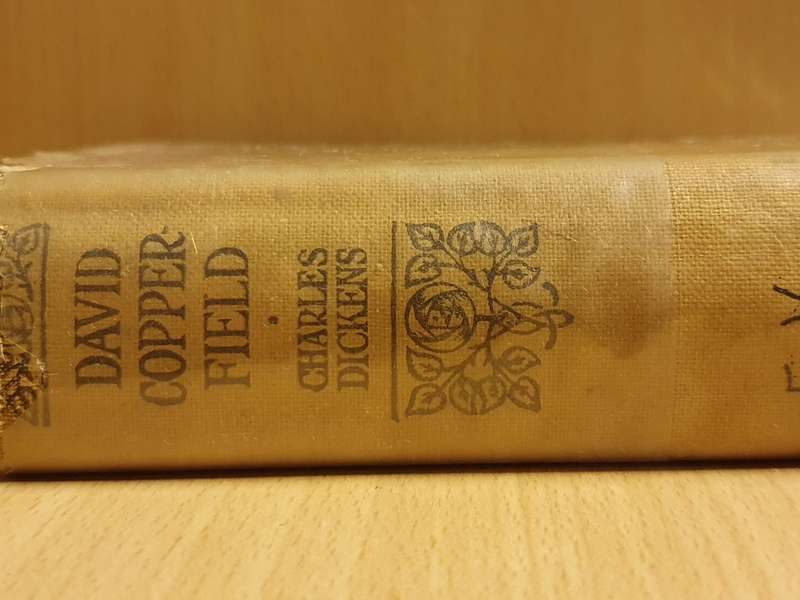 DAVID
COPPER-
FIELD
CHARLES
DICKENS